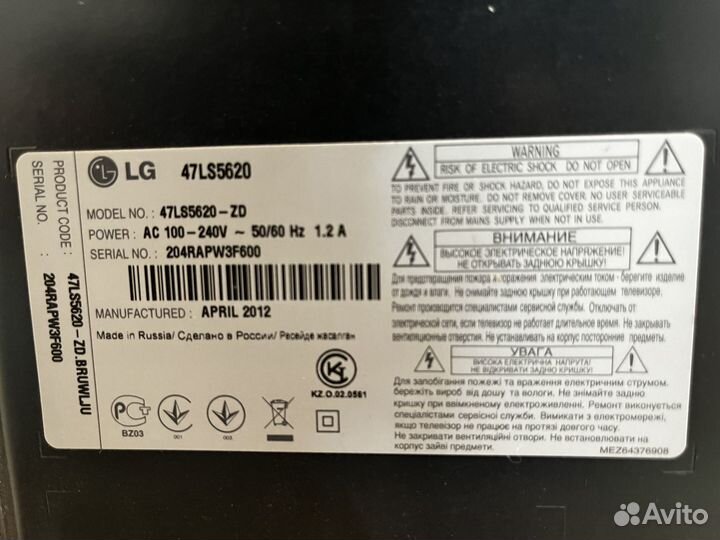 LG 47LS5620
MODEL NO. : 47LS5620-ZD
POWER : AC 100-240V ~ 50/60 Hz 1.2 A
SERIAL NO. : 204RAPW3F600
MANUFACTURED : APRIL 2012
Made in Russia/ Сделано в России/ Ресейде жасалған
KZ.O.02.0561
BZ03
001
003
PRODUCT CODE : 47LS5620-ZD.BRUWLJU
SERIAL NO. : 204RAPW3F600
WARNING
RISK OF ELECTRIC SHOCK DO NOT OPEN
TO PREVENT FIRE OR SHOCK HAZARD, DO NOT EXPOSE THIS APPLIANCE
TO RAIN OR MOISTURE. DO NOT REMOVE COVER. NO USER SERVICEABLE
PARTS INSIDE. REFER SERVICING TO QUALIFIED SERVICE PERSONNEL.
DISCONNECT FROM MAINS SUPPLY WHEN NOT IN USE.
ВНИМАНИЕ
ВЫСОКОЕ ЭЛЕКТРИЧЕСКОЕ НАПРЯЖЕНИЕ!
НЕ ОТКРЫВАТЬ ЗАДНЮЮ КРЫШКУ!
Для предотвращения пожара и поражения электрическим током - берегите изделие
от дождя и влаги. Не снимайте заднюю крышку при работающем телевизоре.
Ремонт производится специалистами сервисной службы. Отключать от
электрической сети, если телевизор не используется длительное время. Не закрывать
вентиляционные отверстия. Не устанавливать на корпус посторонние предметы.
УВАГА
ВИСОКА ЕЛЕКТРИЧНА НАПРУГА!
НЕ ВІДКРИВАТИ ЗАДНЮ КРИШКУ!
Для запобігання пожежі та враження електричним струмом.
бережіть виріб від дощу та вологи. Не знімайте задню
кришку при ввімкненому електроживленні. Ремонт виконується
спеціалістами сервісної служби. Вимикати з електромережі,
якщо телевізор не працює на протязі довгого часу.
Не закривати вентиляційні отвори. Не встановлювати на
корпус зайві предмети.
MEZ64376908
Avito